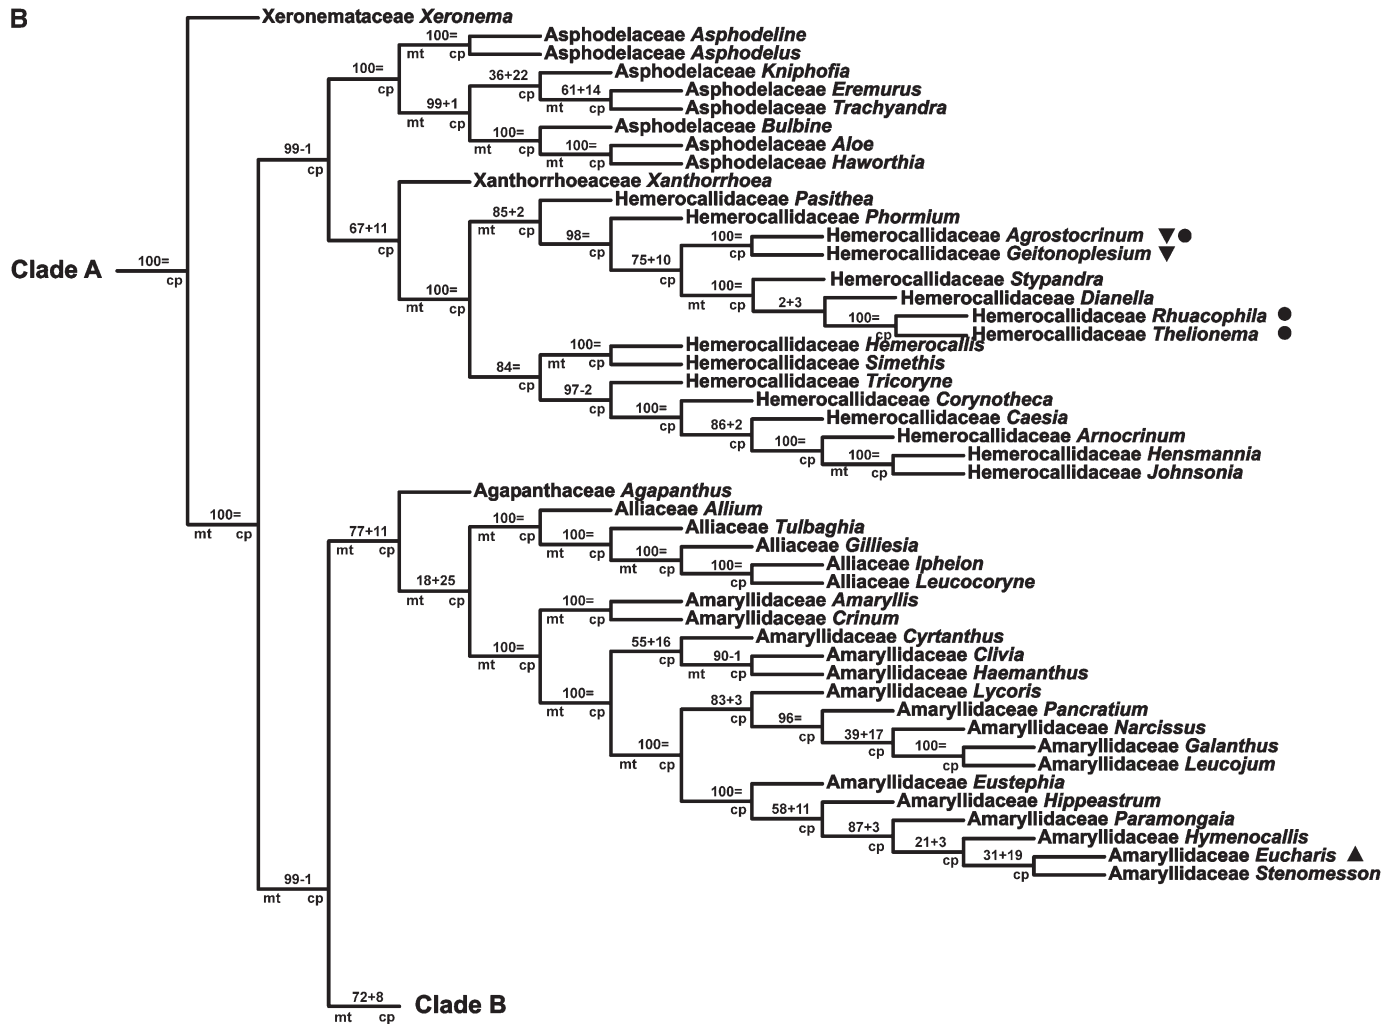 B
Xeronemataceae Xeronema
100=
Asphodelaceae Asphodeline
mt cp
Asphodelaceae Asphodelus
100=
cp
36+22
Asphodelaceae Kniphofia
cp
61+14
Asphodelaceae Eremurus
mt cp
Asphodelaceae Trachyandra
99+1
mt cp
100=
Asphodelaceae Bulbine
mt cp
100=
Asphodelaceae Aloe
mt cp
Asphodelaceae Haworthia
99-1
cp
Xanthorrhoeaceae Xanthorrhoea
67+11
cp
85+2
Hemerocallidaceae Pasithea
mt cp
98=
Hemerocallidaceae Phormium
cp
100=
Hemerocallidaceae Agrostocrinum ▼●
cp
Hemerocallidaceae Geitonoplesium ▼
75+10
cp
100=
Hemerocallidaceae Stypandra
mt cp
2+3
Hemerocallidaceae Dianella
100=
Hemerocallidaceae Rhuacophila ●
cp
Hemerocallidaceae Thelionema ●
Clade A
100=
cp
100=
mt cp
100=
Hemerocallidaceae Hemerocallis
mt cp
Hemerocallidaceae Simethis
84=
cp
97-2
Hemerocallidaceae Tricoryne
cp
100=
Hemerocallidaceae Corynotheca
cp
86+2
Hemerocallidaceae Caesia
cp
100=
Hemerocallidaceae Arnocrinum
cp
100=
Hemerocallidaceae Hensmannia
mt cp
Hemerocallidaceae Johnsonia
100=
mt cp
77+11
Agapanthaceae Agapanthus
mt cp
100=
Alliaceae Allium
mt cp
100=
Alliaceae Tulbaghia
mt cp
100=
Alliaceae Gilliesia
mt cp
100=
Alliaceae Ipheion
cp
Alliaceae Leucocoryne
18+25
mt cp
100=
Amaryllidaceae Amaryllis
mt cp
Amaryllidaceae Crinum
100=
mt cp
55+16
Amaryllidaceae Cyrtanthus
cp
90-1
Amaryllidaceae Clivia
mt cp
Amaryllidaceae Haemanthus
100=
mt cp
83+3
Amaryllidaceae Lycoris
cp
96=
Amaryllidaceae Pancratium
cp
39+17
Amaryllidaceae Narcissus
cp
100=
Amaryllidaceae Galanthus
cp
Amaryllidaceae Leucojum
100=
mt cp
100=
Amaryllidaceae Eustephia
cp
58+11
Amaryllidaceae Hippeastrum
cp
87+3
Amaryllidaceae Paramongaia
cp
21+3
Amaryllidaceae Hymenocallis
cp
31+19
Amaryllidaceae Eucharis ▲
cp
Amaryllidaceae Stenomesson
99-1
mt cp
72+8
Clade B
mt cp